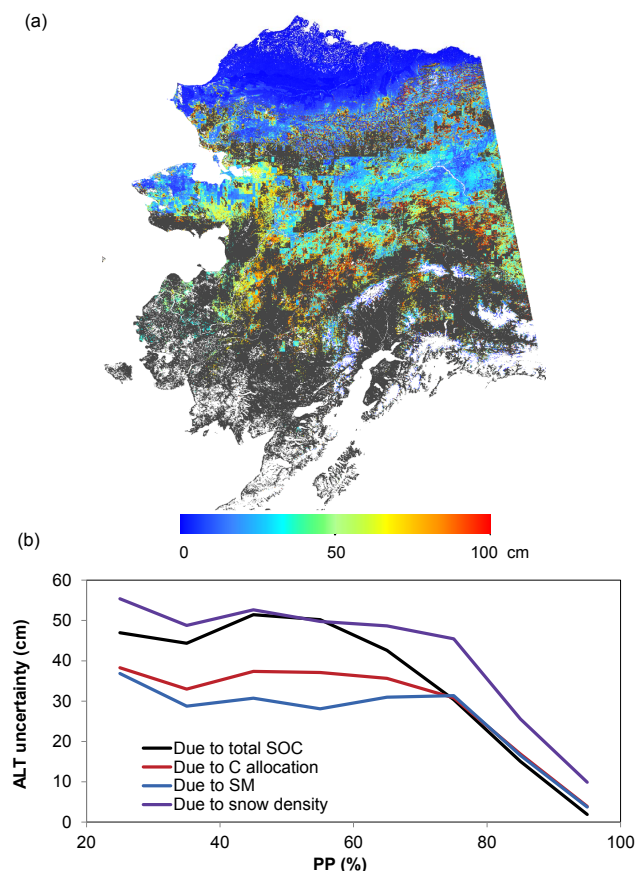 (a)
0 50 100 cm
(b)
ALT uncertainty (cm)
60
50
40
30
20
10
0
Due to total SOC
Due to C allocation
Due to SM
Due to snow density
20 40 60 80 100
PP (%)